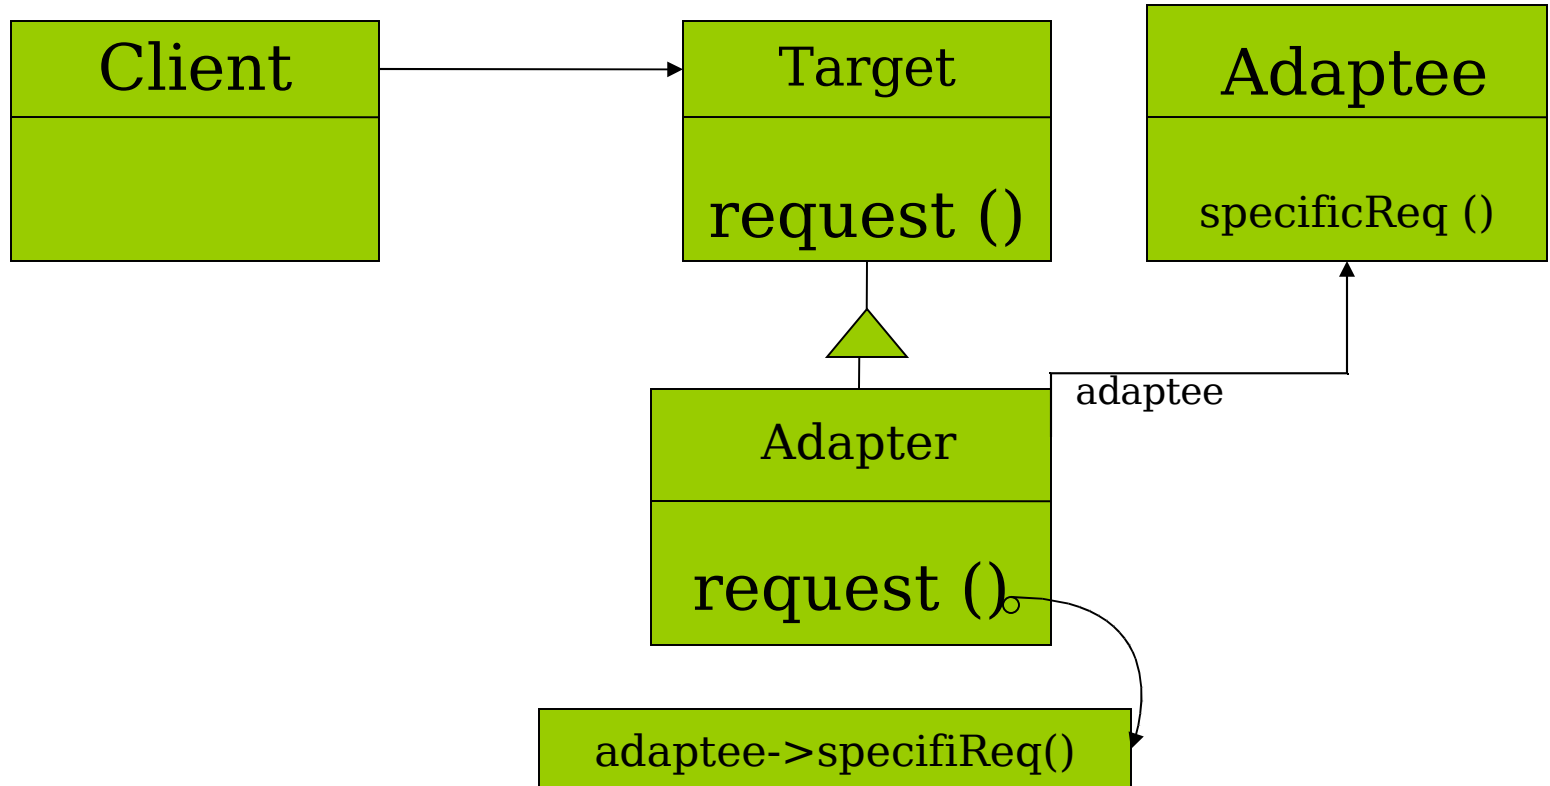 Client
Target
Adaptee
request ()
specificReq ()
adaptee
Adapter
request ()
adaptee->specifiReq()